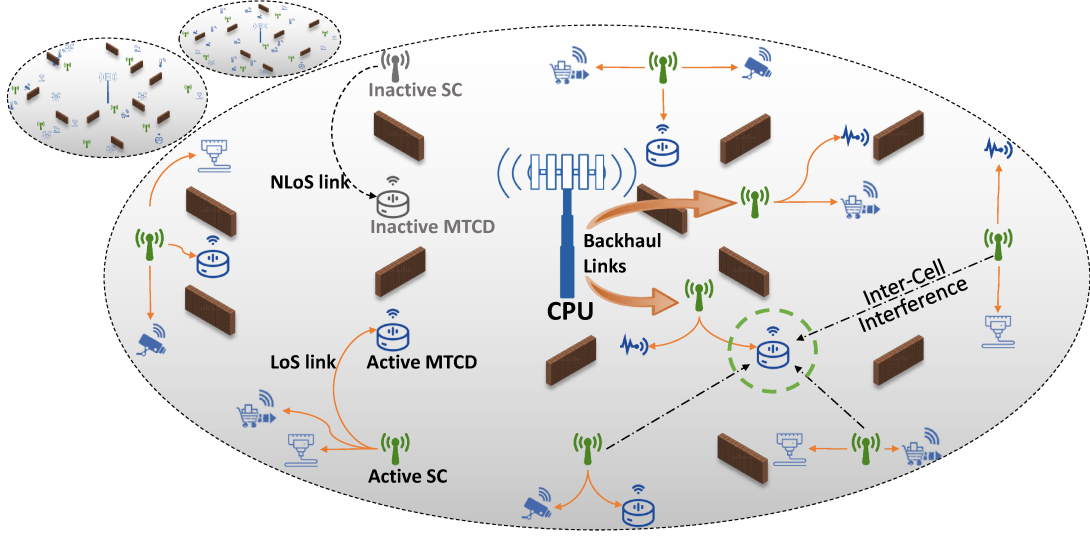 Inactive SC
NLoS link
Inactive MTCD
Backhaul
Links
CPU
Inter-Cell
Interference
LoS link
Active MTCD
Active SC